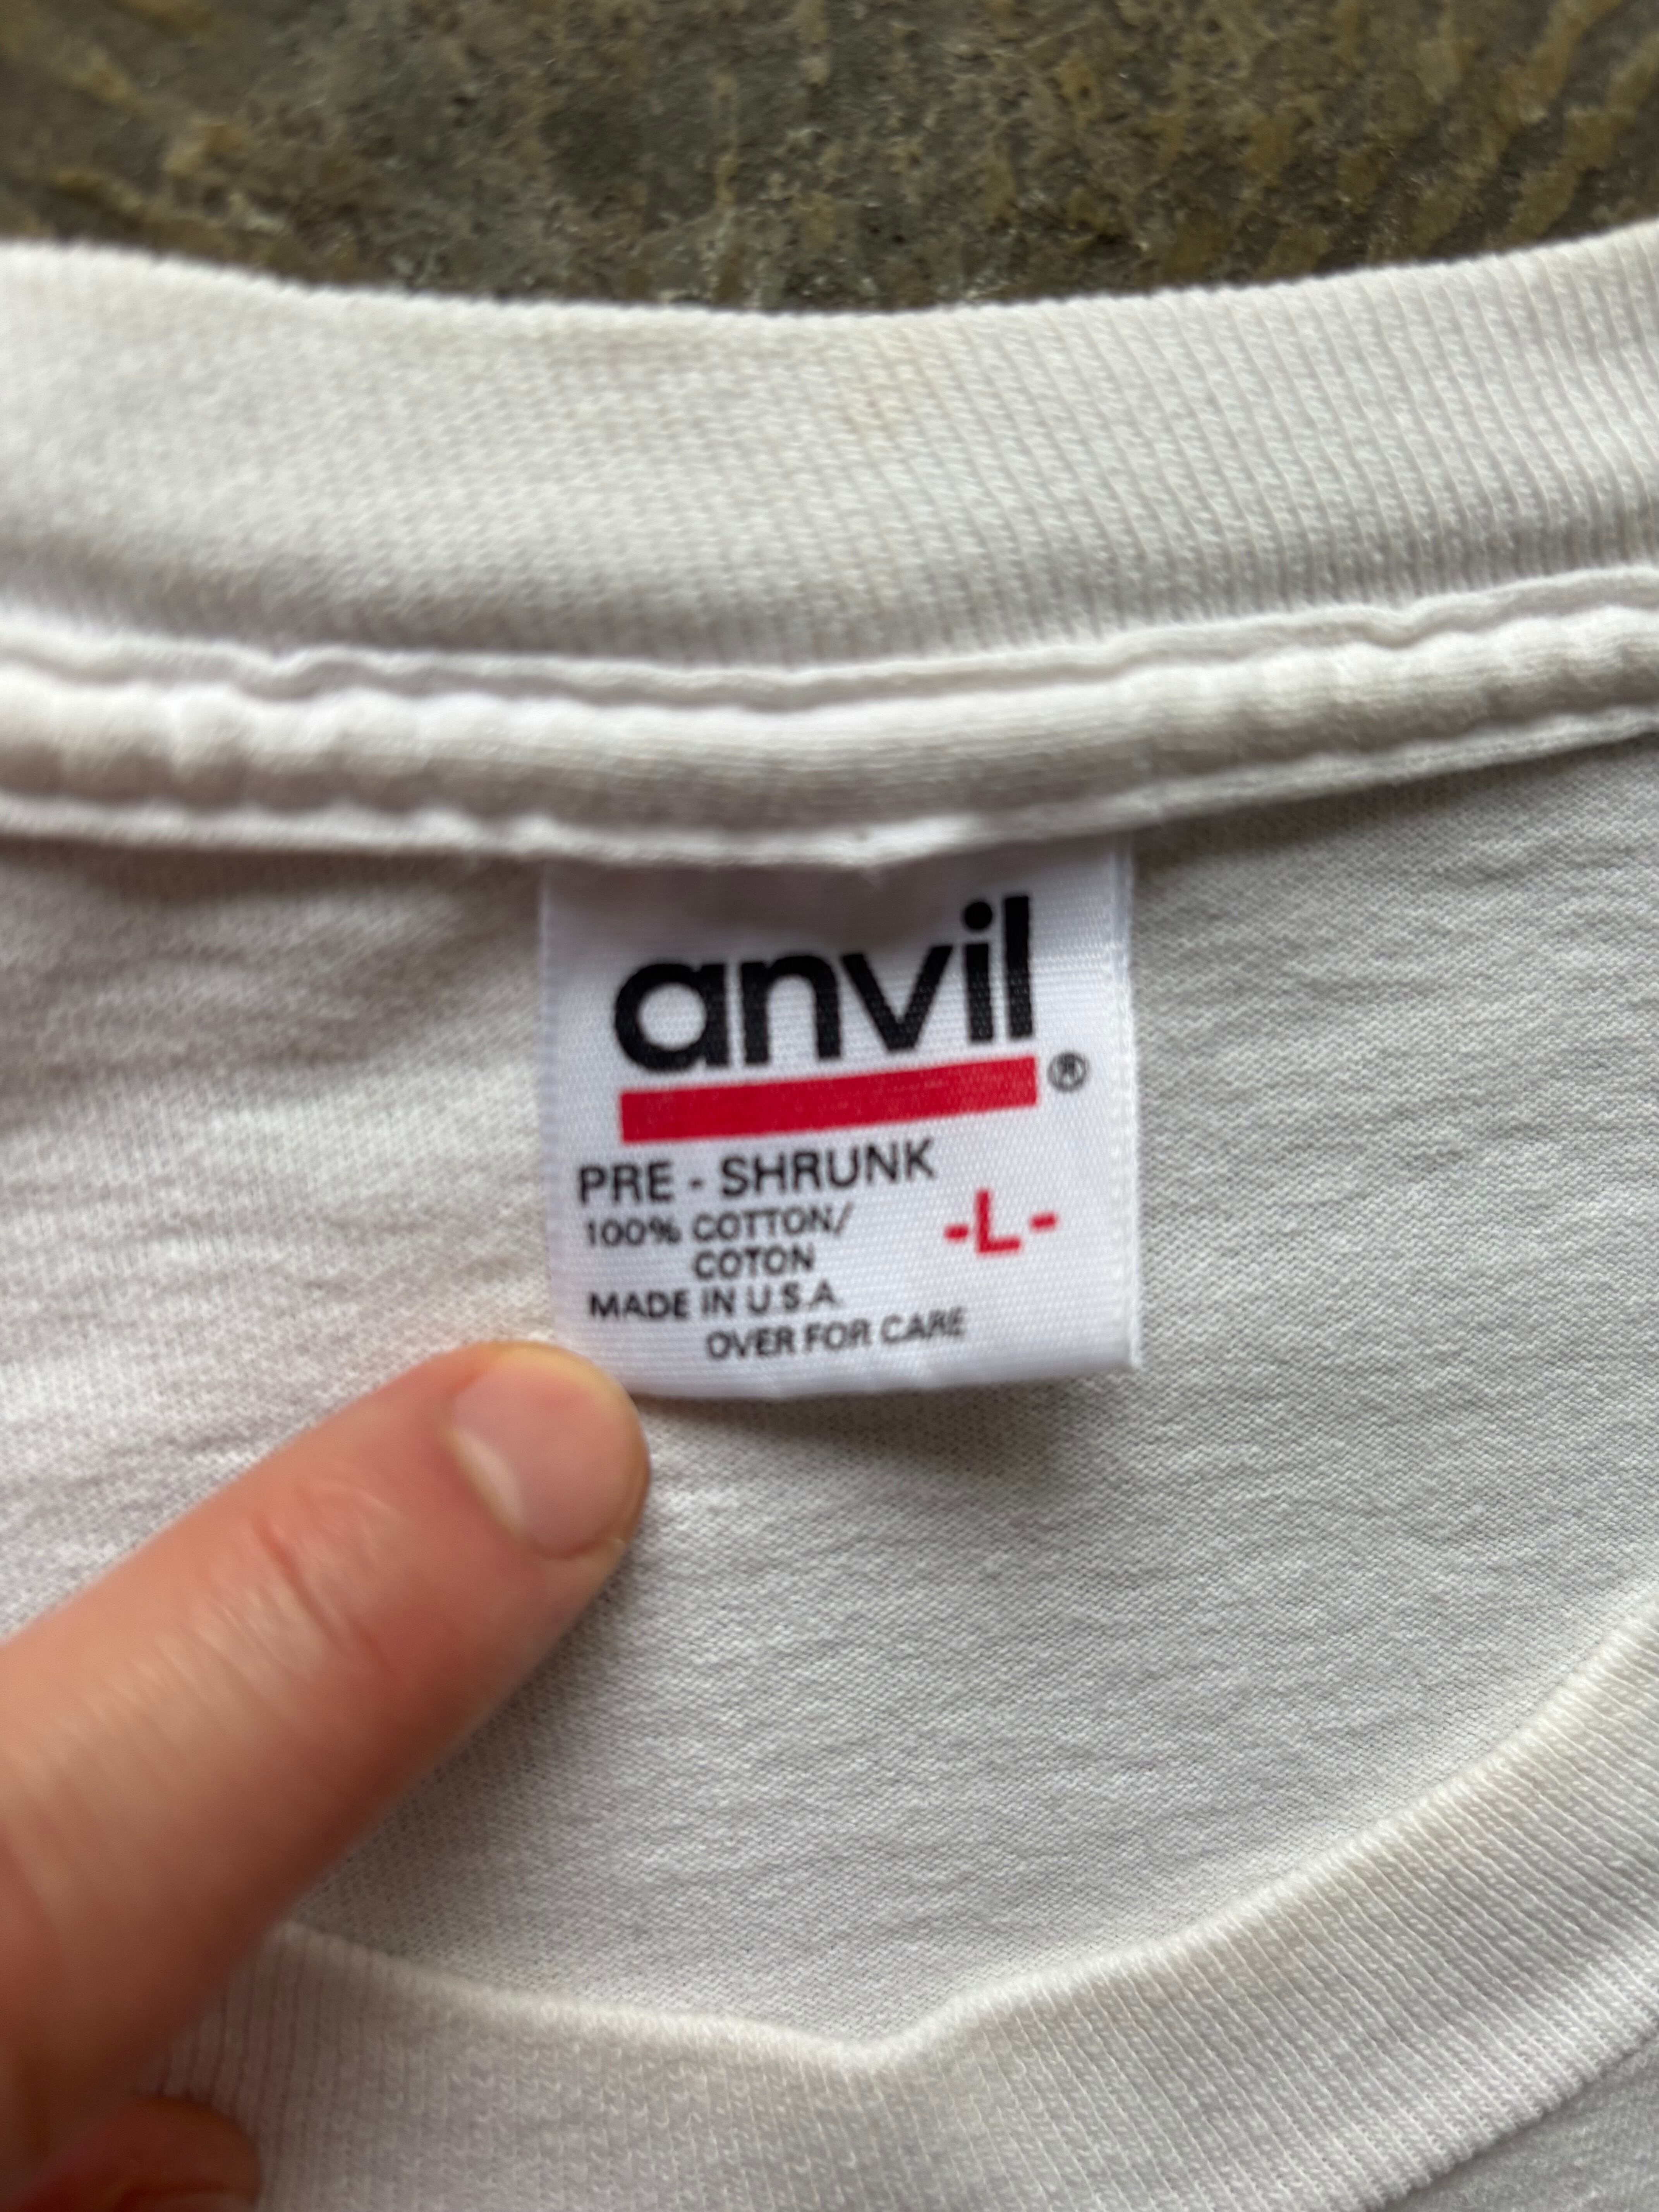 anvil®
PRE - SHRUNK
100% COTTON/
COTON
-L-
MADE IN U.S.A.
OVER FOR CARE